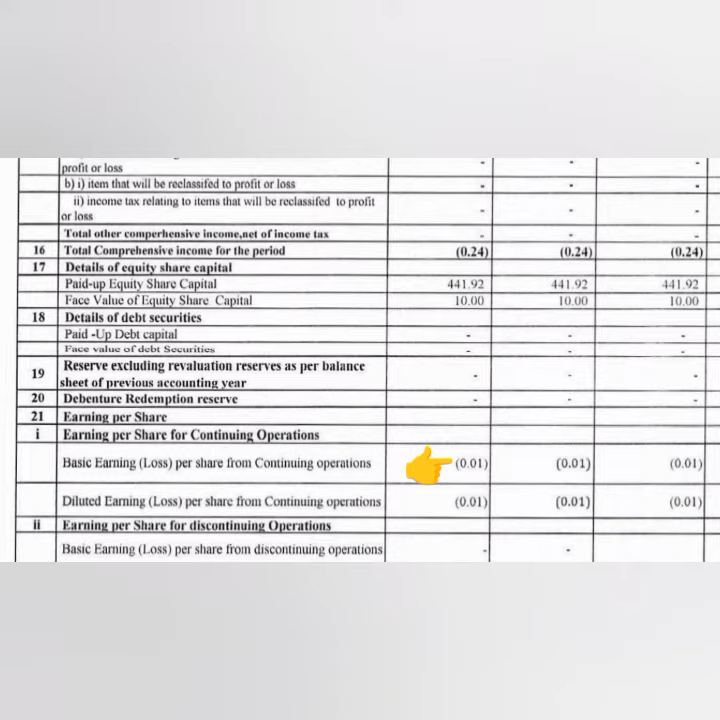 profit or loss - - -
b) i) item that will be reclassifed to profit or loss - - -
ii) income tax relating to items that will be reclassifed to profit
or loss - - -
Total other comperhensive income,net of income tax - - -
16 Total Comprehensive income for the period (0.24) (0.24) (0.24)
17 Details of equity share capital
Paid-up Equity Share Capital 441.92 441.92 441.92
Face Value of Equity Share Capital 10.00 10.00 10.00
18 Details of debt securities
Paid -Up Debt capital - - -
Face value of debt Securities - - -
19 Reserve excluding revaluation reserves as per balance
sheet of previous accounting year - - -
20 Debenture Redemption reserve - - -
21 Earning per Share
i Earning per Share for Continuing Operations
Basic Earning (Loss) per share from Continuing operations (0.01) (0.01) (0.01)
Diluted Earning (Loss) per share from Continuing operations (0.01) (0.01) (0.01)
ii Earning per Share for discontinuing Operations
Basic Earning (Loss) per share from discontinuing operations - -